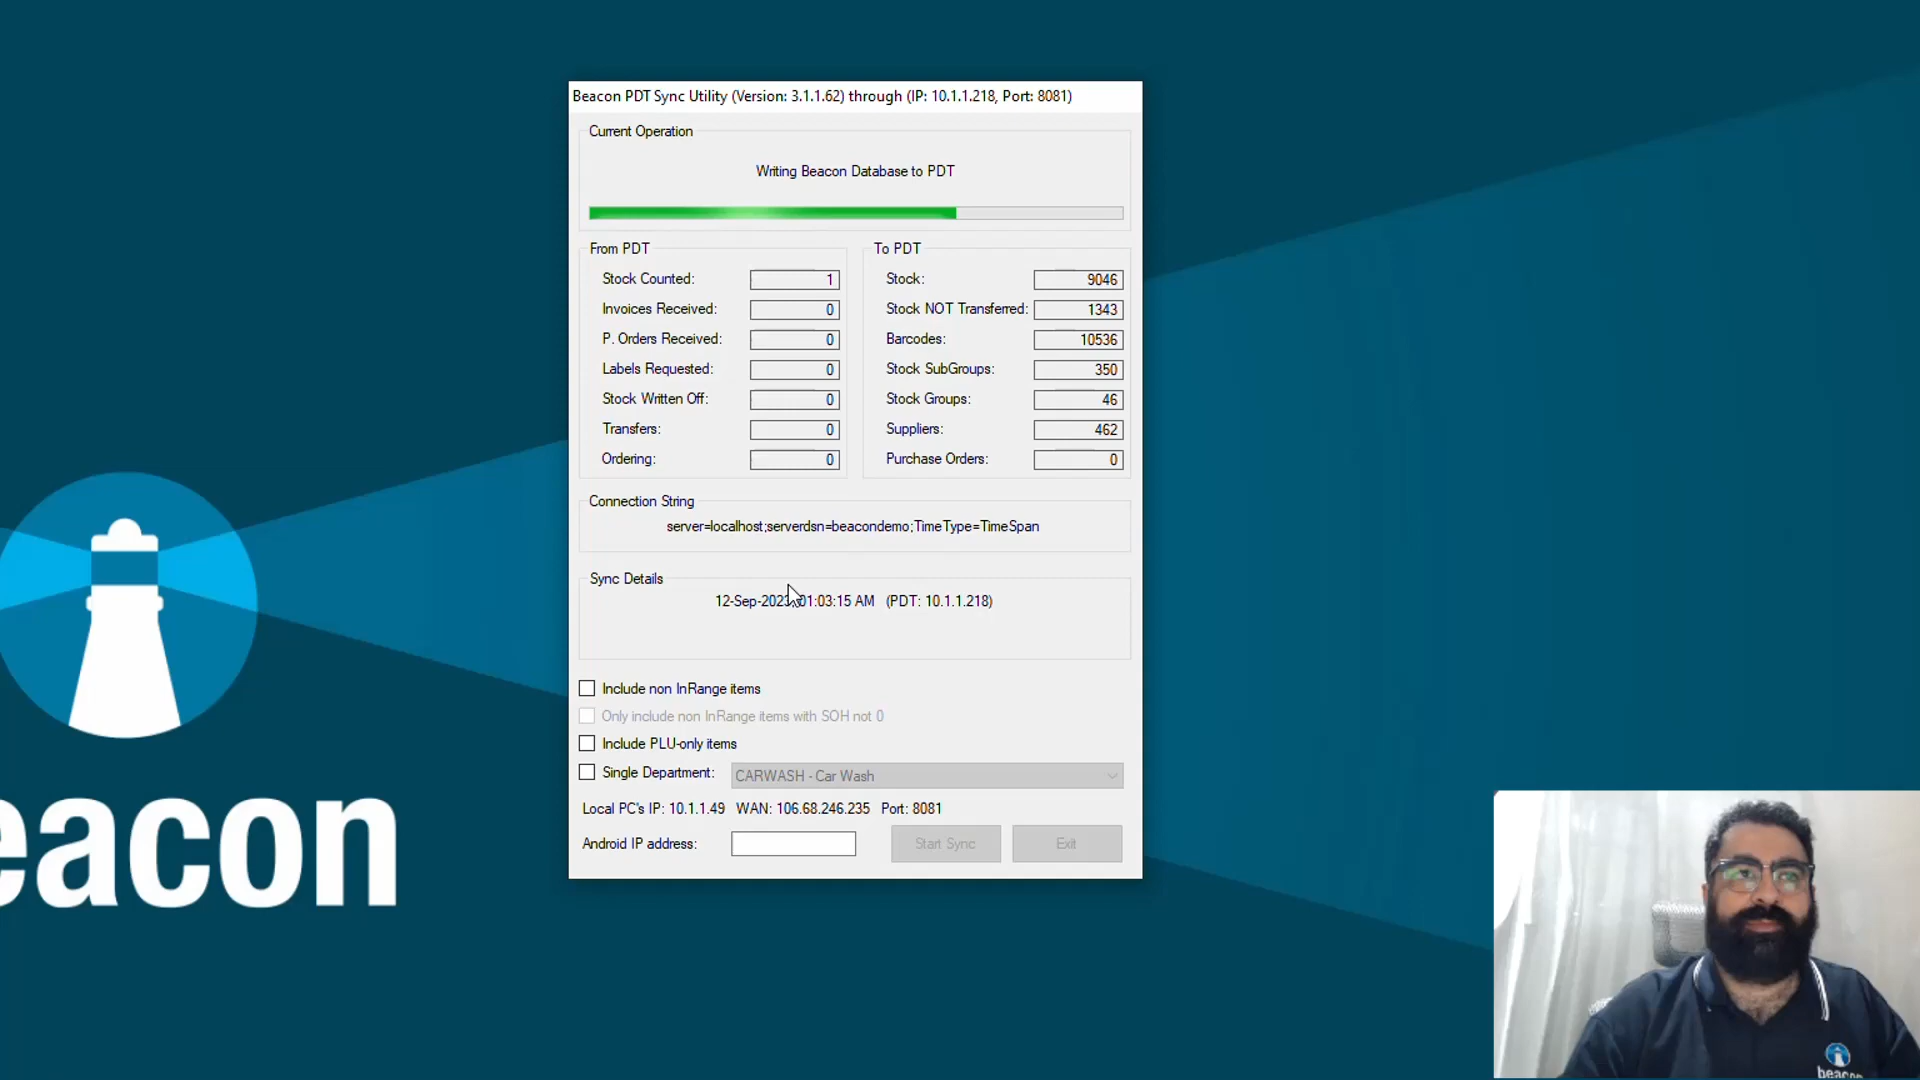 Beacon PDT Sync Utility (Version: 3.1.1.62) through (IP: 10.1.1.218, Port: 8081)
Current Operation
Writing Beacon Database to PDT
From PDT
Stock Counted: 1
Invoices Received: 0
P. Orders Received: 0
Labels Requested: 0
Stock Written Off: 0
Transfers: 0
Ordering: 0
To PDT
Stock: 9046
Stock NOT Transferred: 1343
Barcodes: 10536
Stock SubGroups: 350
Stock Groups: 46
Suppliers: 462
Purchase Orders: 0
Connection String
server=localhost;serverdsn=beacondemo;TimeType=TimeSpan
Sync Details
12-Sep-2023 01:03:15 AM (PDT: 10.1.1.218)
Include non InRange items
Only include non InRange items with SOH not 0
Include PLU-only items
Single Department: CARWASH - Car Wash
Local PC's IP: 10.1.1.49 WAN: 106.68.246.235 Port: 8081
Android IP address:
Start Sync Exit
eacon
beacon